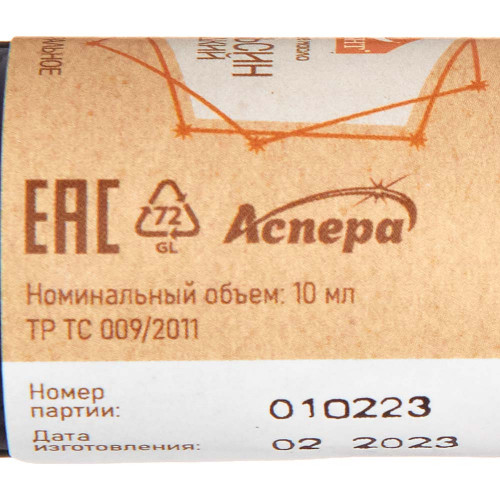 ЕАС
72
GL
Аспера
Номинальный объем: 10 мл
ТР ТС 009/2011
Номер
партии:
010223
Дата
изготовления:
02 2023